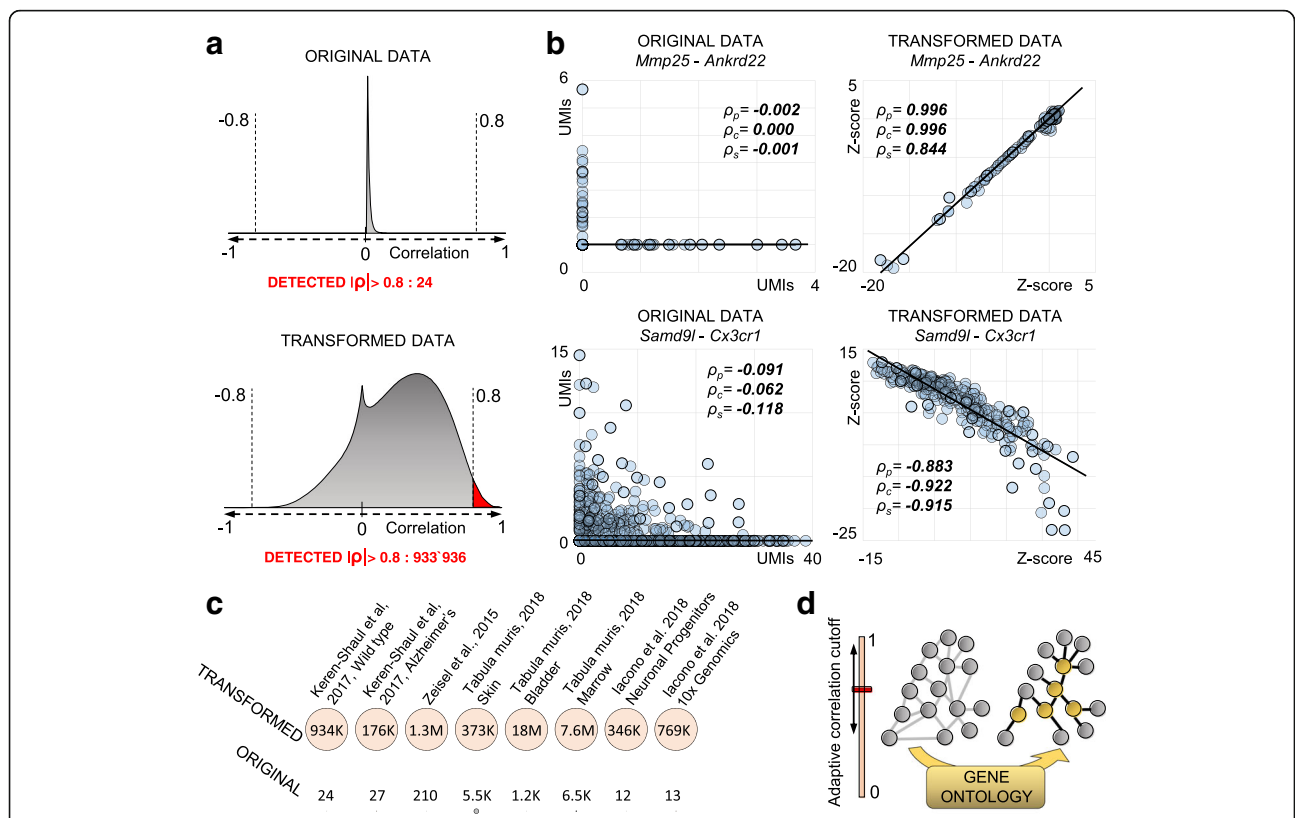 a
ORIGINAL DATA
-0.8
0.8
-1
0
Correlation
1
DETECTED |ρ| > 0.8 : 24
TRANSFORMED DATA
-0.8
0.8
-1
0
Correlation
1
DETECTED |ρ| > 0.8 : 933`936
b
ORIGINAL DATA
Mmp25 - Ankrd22
6
UMIs
ρp= -0.002
ρc= 0.000
ρs= -0.001
0
0
UMIs
4
TRANSFORMED DATA
Mmp25 - Ankrd22
5
Z-score
ρp= 0.996
ρc= 0.996
ρs= 0.844
-20
-20
Z-score
5
ORIGINAL DATA
Samd9l - Cx3cr1
15
UMIs
ρp= -0.091
ρc= -0.062
ρs= -0.118
0
0
UMIs
40
TRANSFORMED DATA
Samd9l - Cx3cr1
15
Z-score
ρp= -0.883
ρc= -0.922
ρs= -0.915
-25
-15
Z-score
45
c
Keren-Shaul et al,
2017, Wild type
Keren-Shaul et al,
2017, Alzheimer's
Zeisel et al., 2015
Tabula muris, 2018
Skin
Tabula muris, 2018
Bladder
Tabula muris, 2018
Marrow
Iacono et al. 2018
Neuronal Progenitors
Iacono et al. 2018
10x Genomics
TRANSFORMED
934K 176K 1.3M 373K 18M 7.6M 346K 769K
ORIGINAL
24 27 210 5.5K 1.2K 6.5K 12 13
d
Adaptive correlation cutoff
1
0
GENE
ONTOLOGY